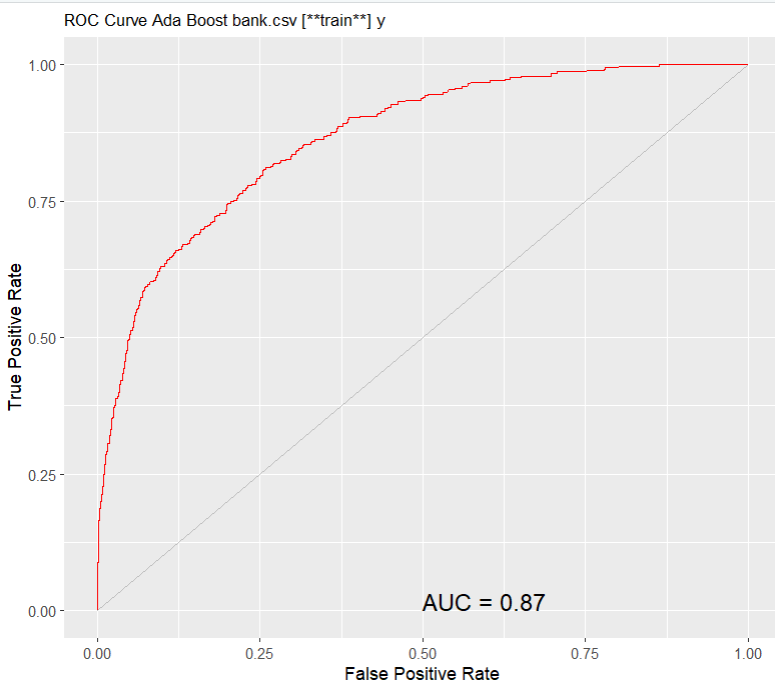 ROC Curve Ada Boost bank.csv [**train**] y
1.00
0.75
0.50
0.25
0.00
True Positive Rate
AUC = 0.87
0.00 0.25 0.50 0.75 1.00
False Positive Rate